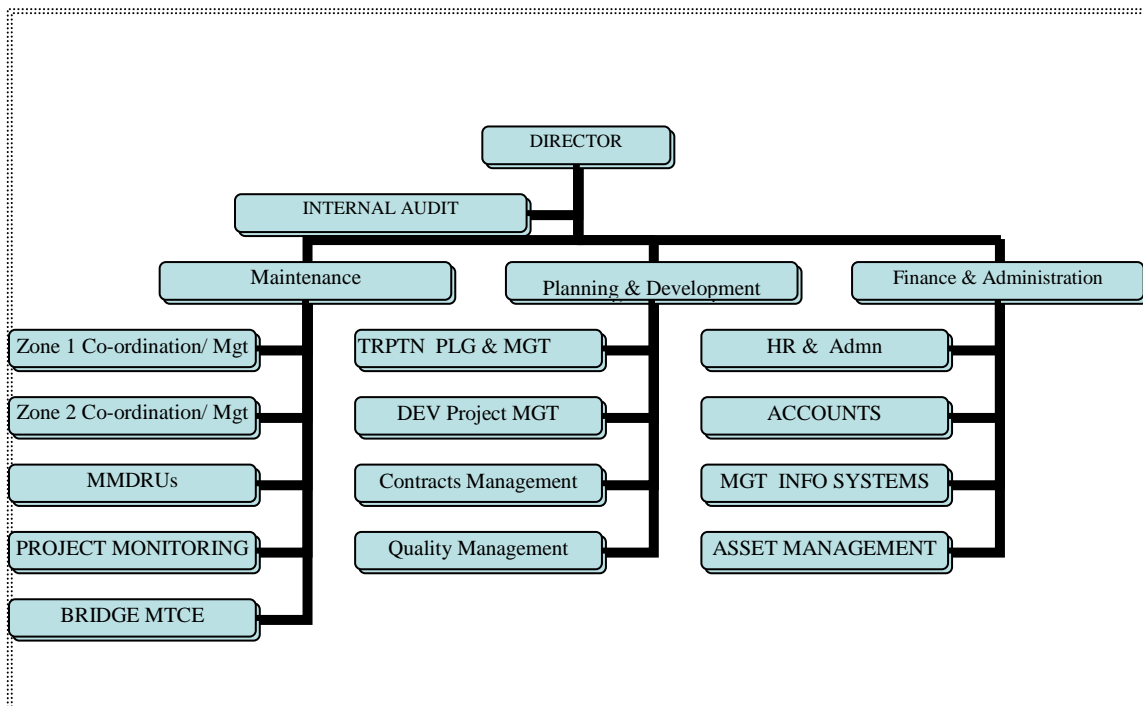 DIRECTOR
INTERNAL AUDIT
Maintenance
Planning & Development
Finance & Administration
Zone 1 Co-ordination/ Mgt
TRPTN PLG & MGT
HR & Admn
Zone 2 Co-ordination/ Mgt
DEV Project MGT
ACCOUNTS
MMDRUs
Contracts Management
MGT INFO SYSTEMS
PROJECT MONITORING
Quality Management
ASSET MANAGEMENT
BRIDGE MTCE